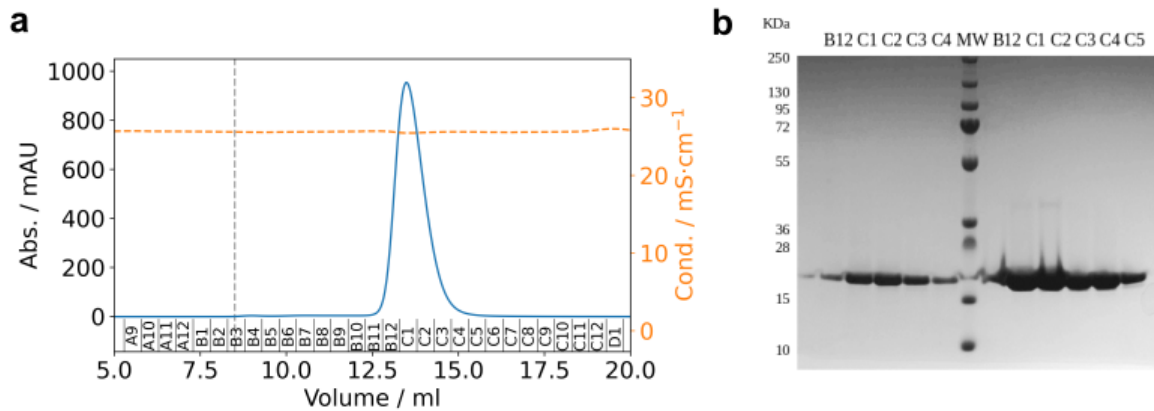 a
1000
800
600
400
200
0
Abs. / mAU
30
20
10
0
Cond. / mS·cm⁻¹
A9 A10 A11 A12 B1 B2 B3 B4 B5 B6 B7 B8 B9 B10 B11 B12 C1 C2 C3 C4 C5 C6 C7 C8 C9 C10 C11 C12 D1
5.0 7.5 10.0 12.5 15.0 17.5 20.0
Volume / ml
b
KDa
B12 C1 C2 C3 C4 MW B12 C1 C2 C3 C4 C5
250
130
95
72
55
36
28
15
10